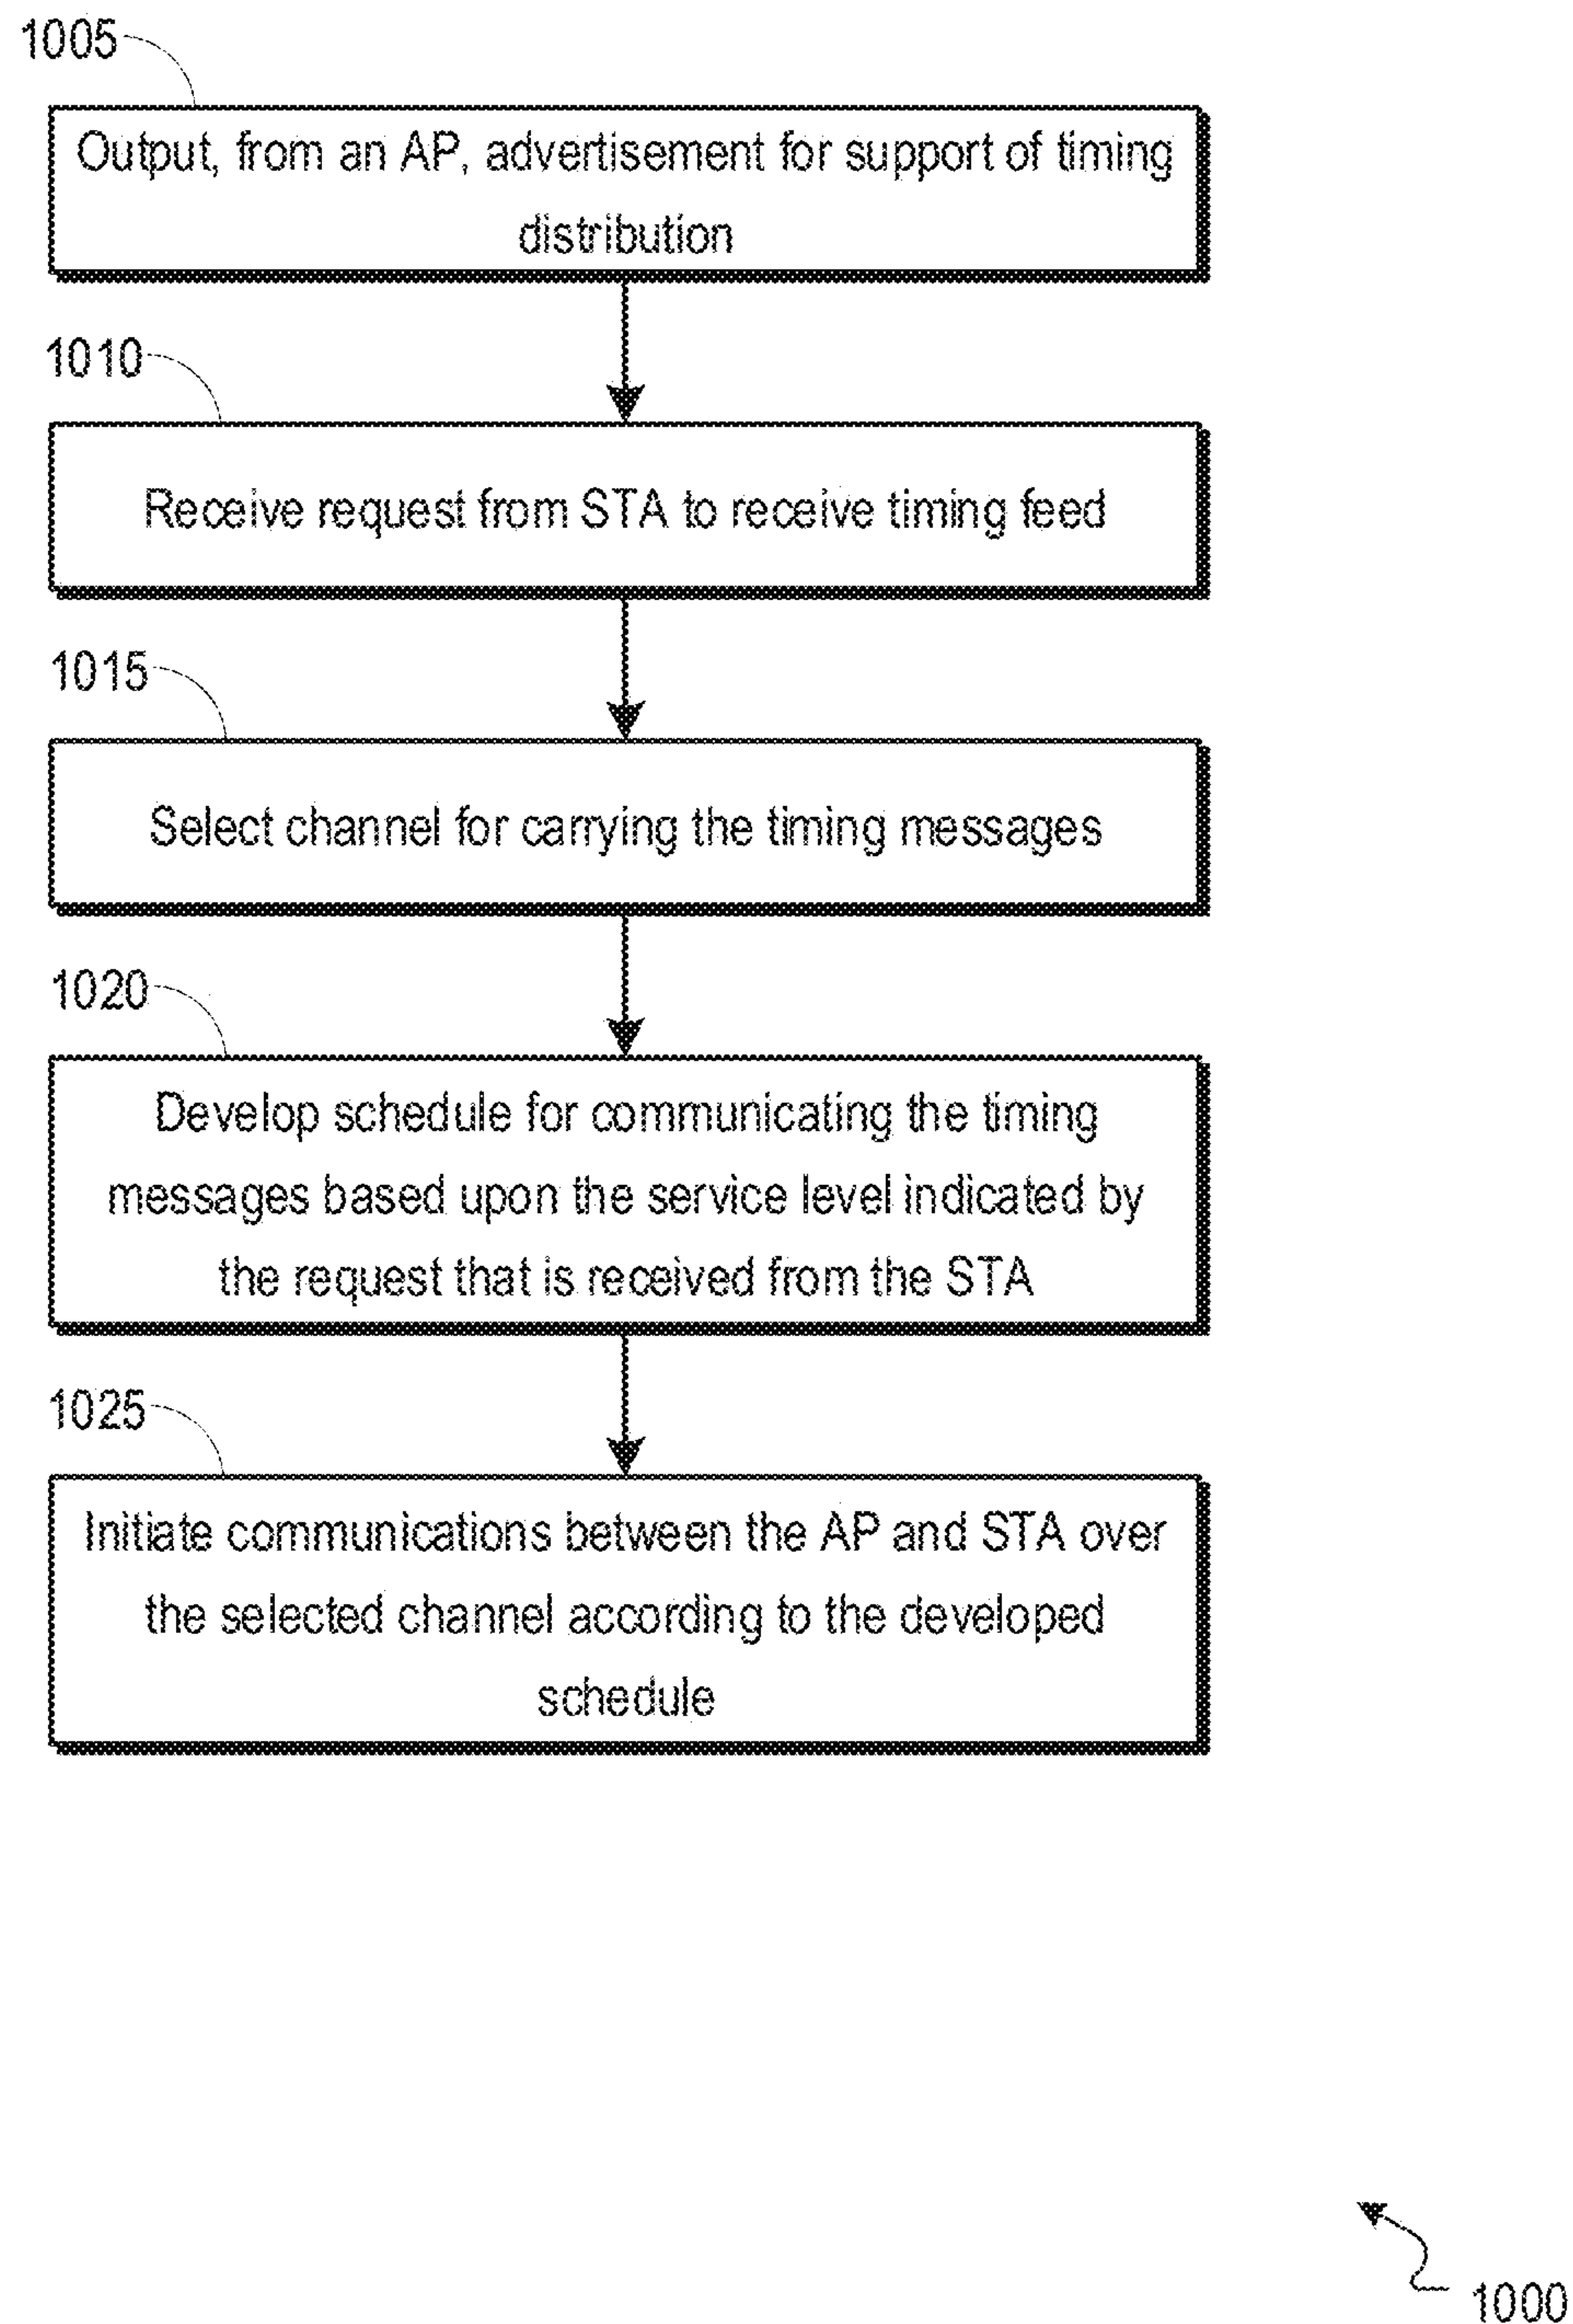 1005
Output, from an AP, advertisement for support of timing
distribution
1010
Receive request from STA to receive timing feed
1015
Select channel for carrying the timing messages
1020
Develop schedule for communicating the timing
messages based upon the service level indicated by
the request that is received from the STA
1025
Initiate communications between the AP and STA over
the selected channel according to the developed
schedule
1000